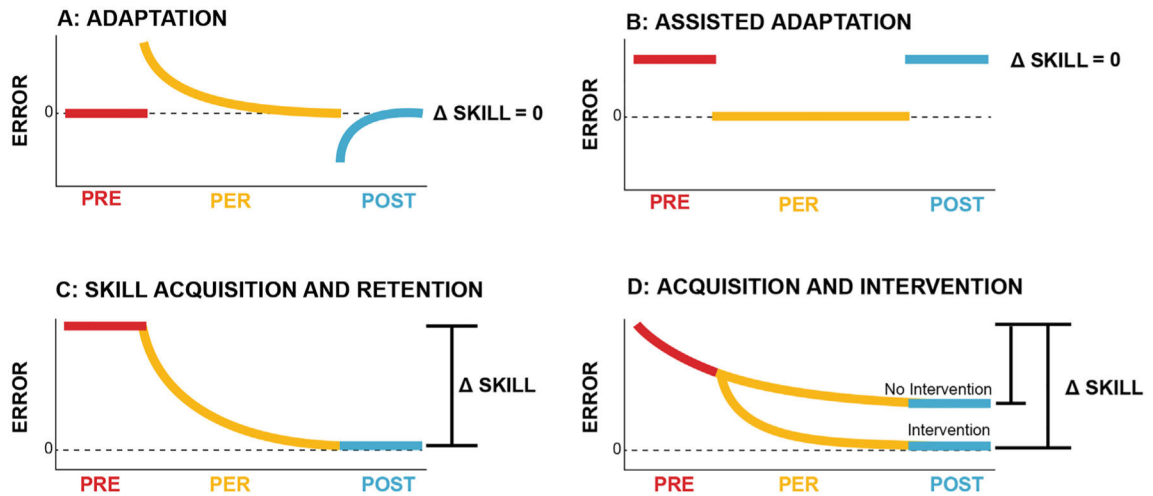 A: ADAPTATION
ERROR
0
Δ SKILL = 0
PRE
PER
POST
B: ASSISTED ADAPTATION
ERROR
0
Δ SKILL = 0
PRE
PER
POST
C: SKILL ACQUISITION AND RETENTION
ERROR
0
Δ SKILL
PRE
PER
POST
D: ACQUISITION AND INTERVENTION
ERROR
0
No Intervention
Intervention
Δ SKILL
PRE
PER
POST